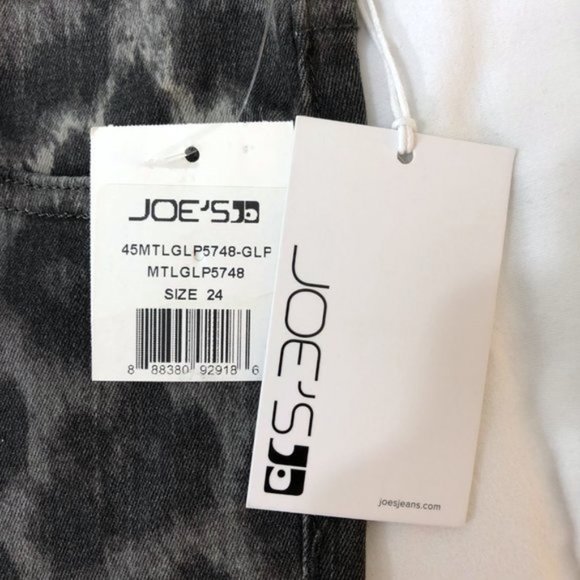 JOE'S
45MTLGLP5748-GLP
MTLGLP5748
SIZE 24
8 88380 92918 6
JOE'S
joesjeans.com